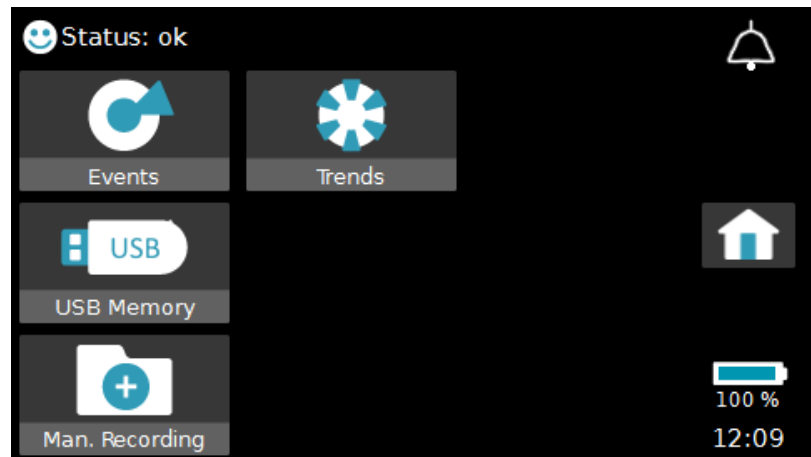 Status: ok
Events
Trends
USB
USB Memory
Man. Recording
100 %
12:09